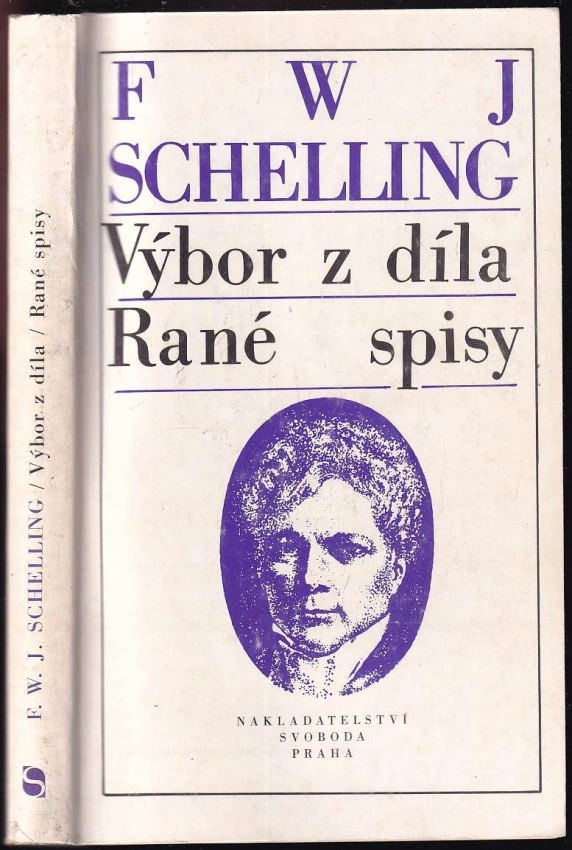 F W J
SCHELLING
Výbor z díla
Rané spisy
NAKLADATELSTVÍ
SVOBODA
PRAHA
F. W. J. SCHELLING / Výbor z díla / Rané spisy
S